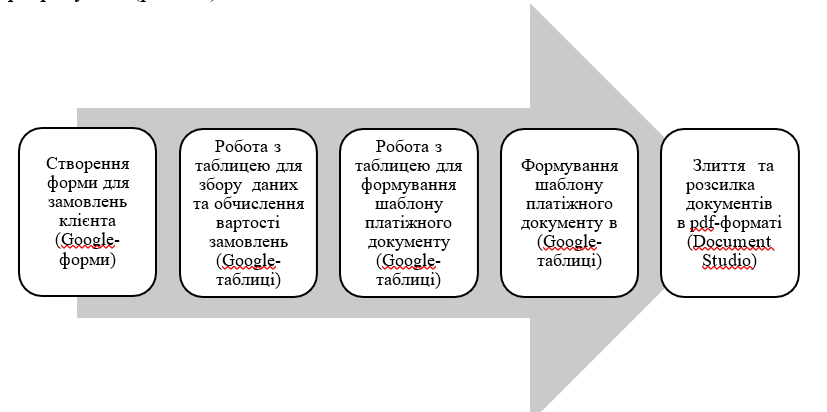 Створення
форми для
замовлень
клієнта
(Google-
форми)
Робота з
таблицею для
збору даних
та обчислення
вартості
замовлень
(Google-
таблиці)
Робота з
таблицею для
формування
шаблону
платіжного
документу
(Google-
таблиці)
Формування
шаблону
платіжного
документу в
(Google-
таблиці)
Злиття та
розсилка
документів
в pdf-форматі
(Document
Studio)